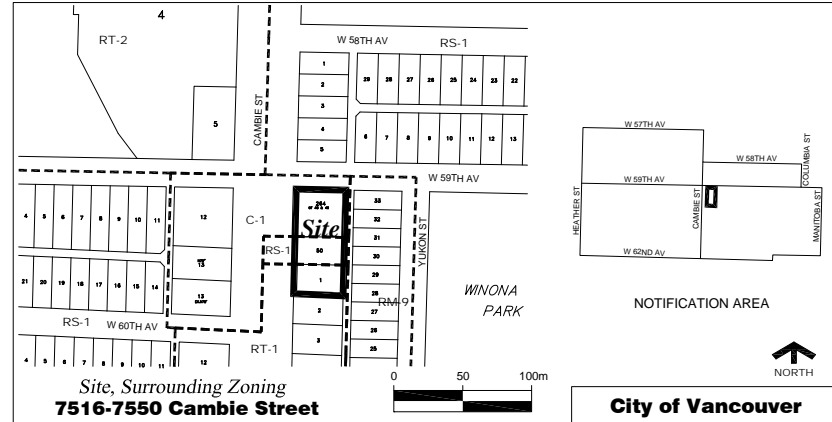 4
RT-2
W 58TH AV
RS-1
1
2
3
4
5
29 28 27 26 25 24 23 22
5
CAMBIE ST
6 7 8 9 10 11 12 13
W 59TH AV
4 5 6 7 8 9 10 11
12
C-1
264
Site
RS-1
50
1
33
32
31
30
29
28
27
26
25
YUKON ST
RM-9
WINONA
PARK
21 20 19 18 17 16 15 14
13
13
RS-1
W 60TH AV
RT-1
2
3
4 5 6 7 8 9 10 11
12
W 57TH AV
W 58TH AV
COLUMBIA ST
W 59TH AV
HEATHER ST
CAMBIE ST
MANITOBA ST
W 62ND AV
NOTIFICATION AREA
NORTH
Site, Surrounding Zoning
7516-7550 Cambie Street
0 50 100m
City of Vancouver